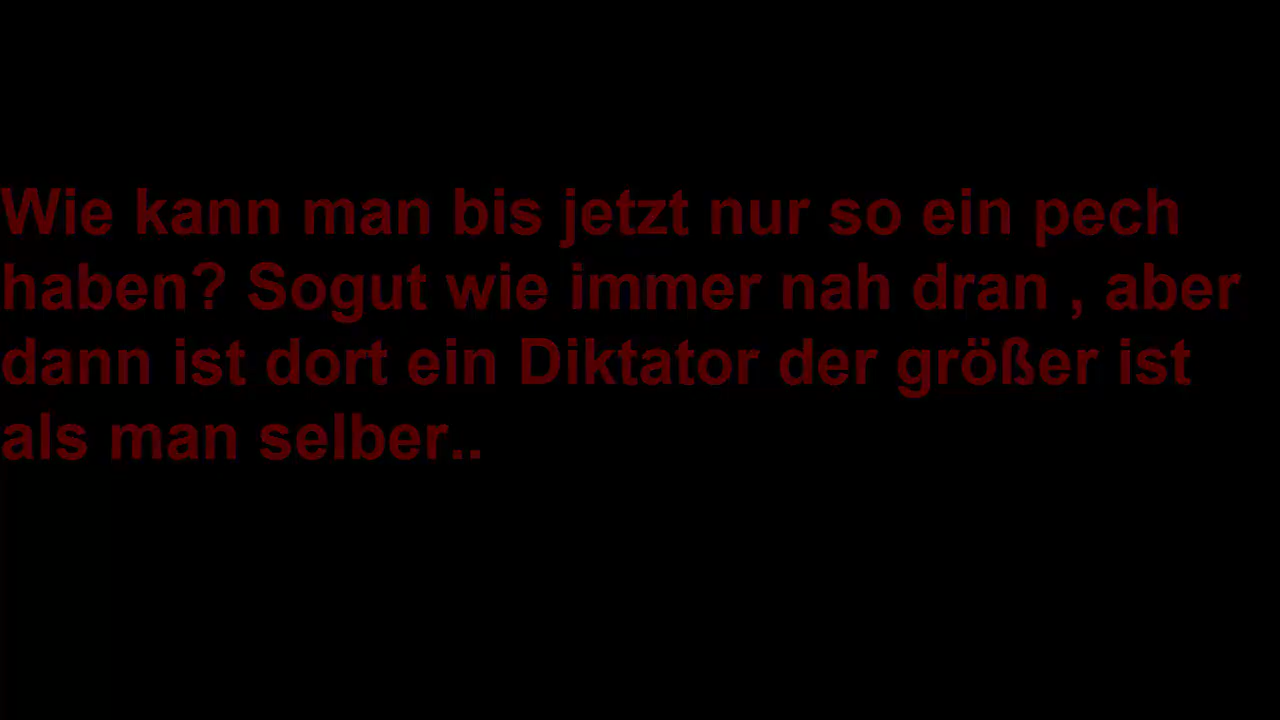 Wie kann man bis jetzt nur so ein pech
haben? Sogut wie immer nah dran , aber
dann ist dort ein Diktator der größer ist
als man selber..